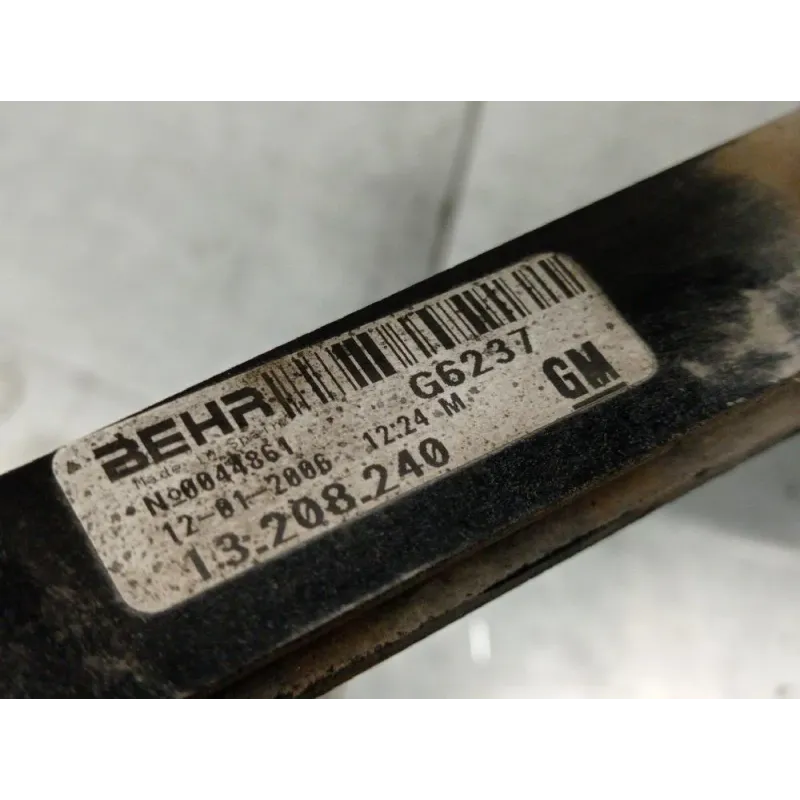 BEHR
G6237
GM
Made in Spain
Nº0044861
12-01-2006 12:24 M
13.208.240